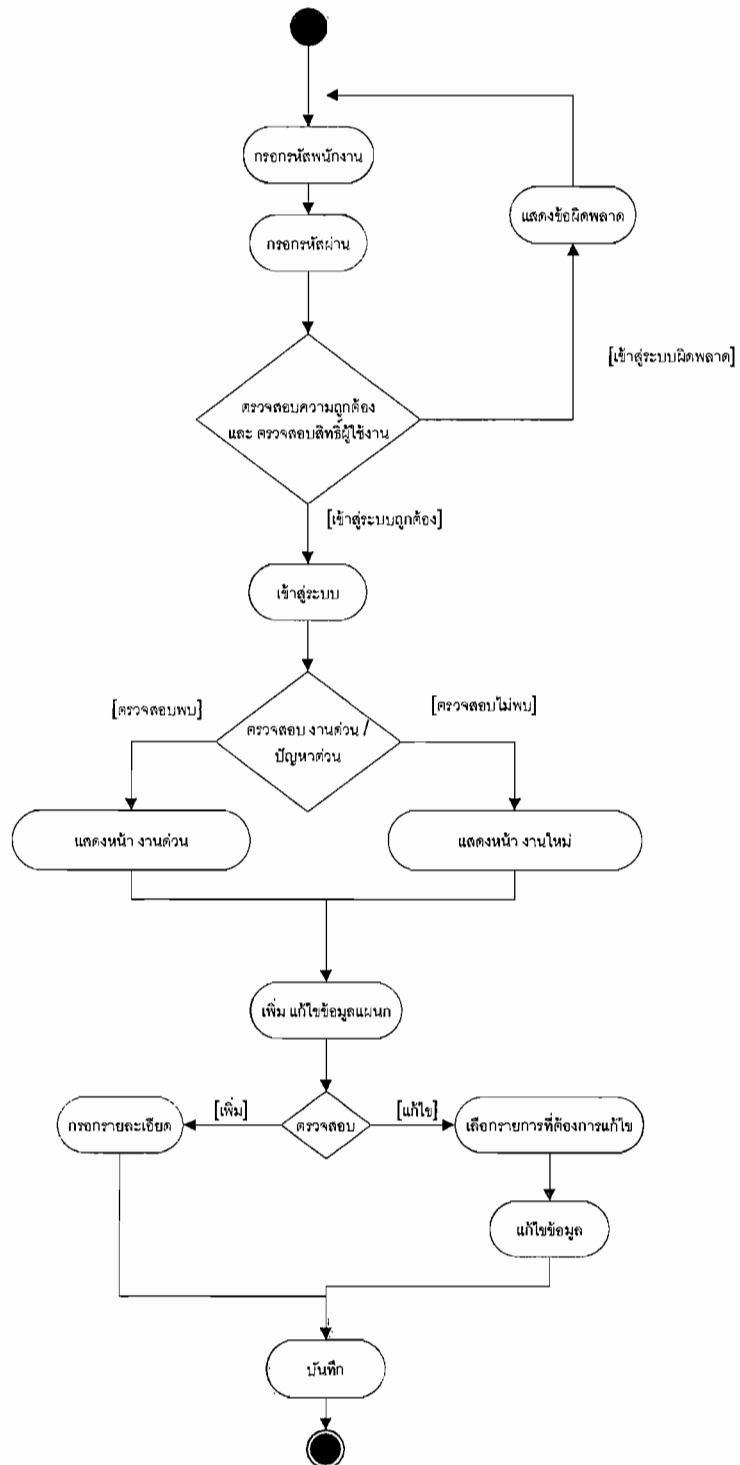 กรอกรหัสพนักงาน
แสดงข้อผิดพลาด
กรอกรหัสผ่าน
[เข้าสู่ระบบผิดพลาด]
ตรวจสอบความถูกต้อง
และ ตรวจสอบสิทธิ์ผู้ใช้งาน
[เข้าสู่ระบบถูกต้อง]
เข้าสู่ระบบ
[ตรวจสอบพบ]
[ตรวจสอบไม่พบ]
ตรวจสอบ งานด่วน /
ปัญหาด่วน
แสดงหน้า งานด่วน
แสดงหน้า งานใหม่
เพิ่ม แก้ไขข้อมูลแผนก
[เพิ่ม]
[แก้ไข]
กรอกรายละเอียด
ตรวจสอบ
เลือกรายการที่ต้องการแก้ไข
แก้ไขข้อมูล
บันทึก